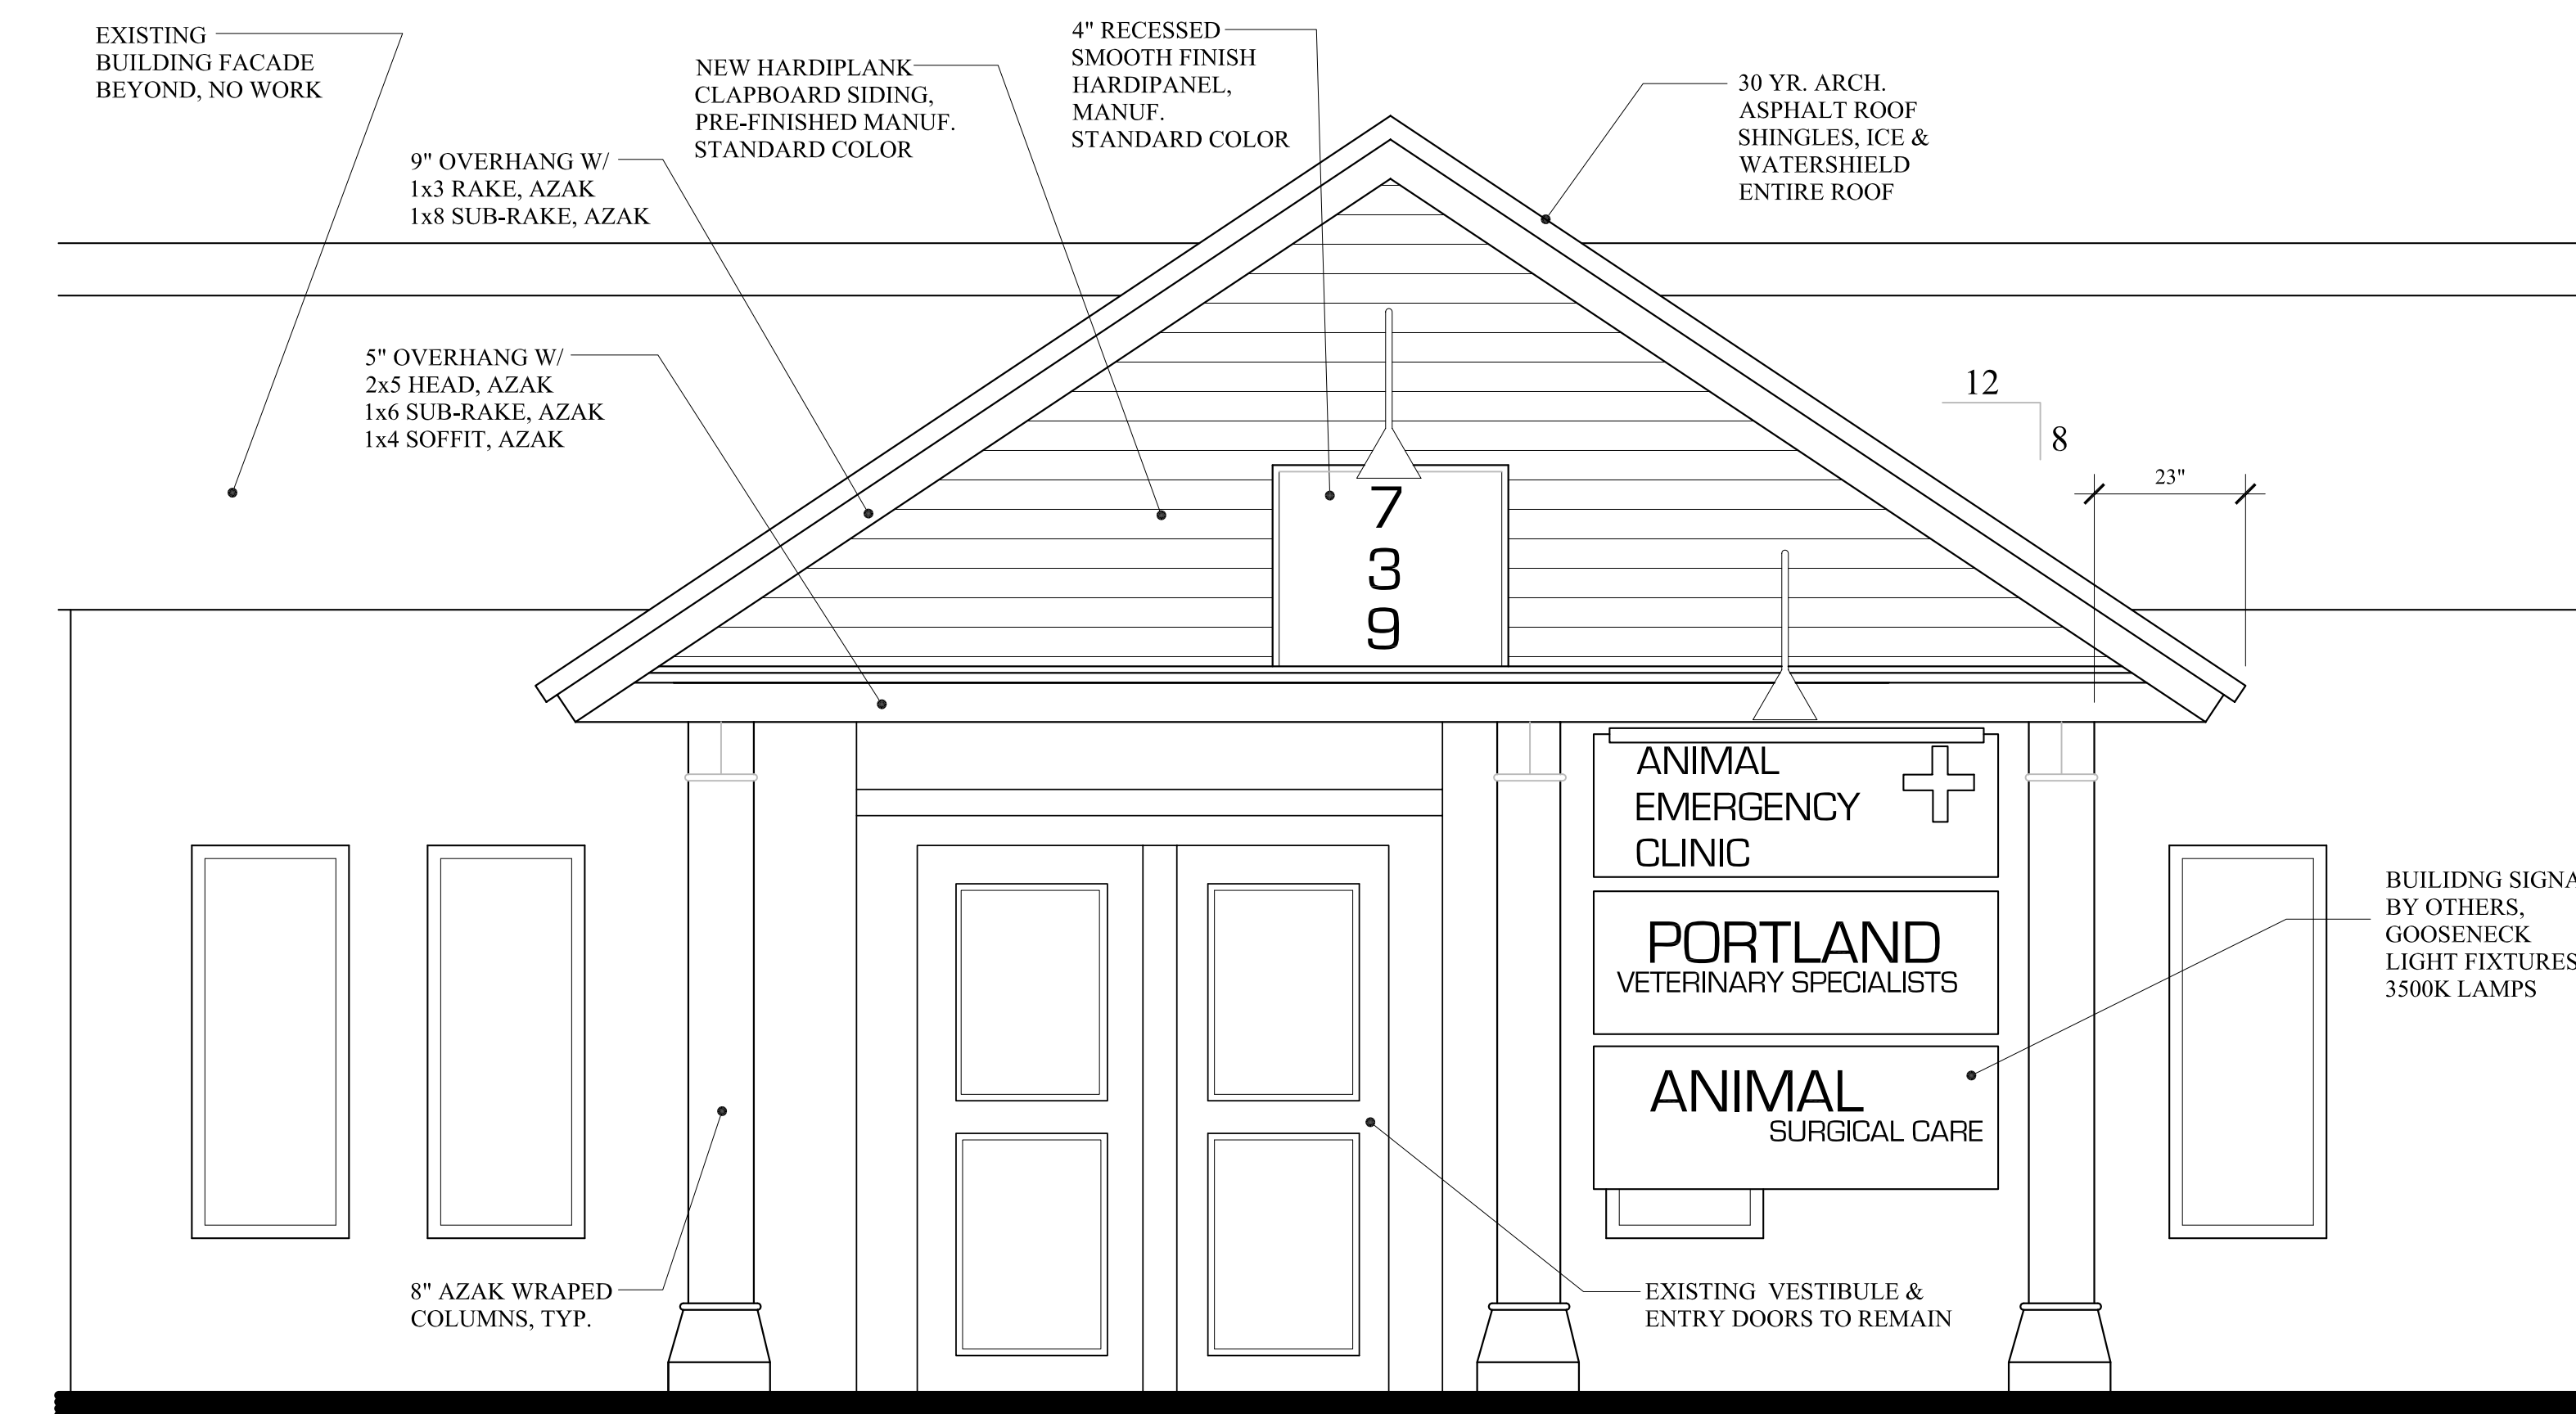 EXISTING
BUILDING FACADE
BEYOND, NO WORK
9" OVERHANG W/
1x3 RAKE, AZAK
1x8 SUB-RAKE, AZAK
NEW HARDIPLANK
CLAPBOARD SIDING,
PRE-FINISHED MANUF.
STANDARD COLOR
4" RECESSED
SMOOTH FINISH
HARDIPANEL,
MANUF.
STANDARD COLOR
30 YR. ARCH.
ASPHALT ROOF
SHINGLES, ICE &
WATERSHIELD
ENTIRE ROOF
5" OVERHANG W/
2x5 HEAD, AZAK
1x6 SUB-RAKE, AZAK
1x4 SOFFIT, AZAK
12
8
23"
7
3
9
ANIMAL
EMERGENCY
CLINIC
PORTLAND
VETERINARY SPECIALISTS
ANIMAL
SURGICAL CARE
BUILIDNG SIGNA
BY OTHERS,
GOOSENECK
LIGHT FIXTURES
3500K LAMPS
8" AZAK WRAPED
COLUMNS, TYP.
EXISTING VESTIBULE &
ENTRY DOORS TO REMAIN